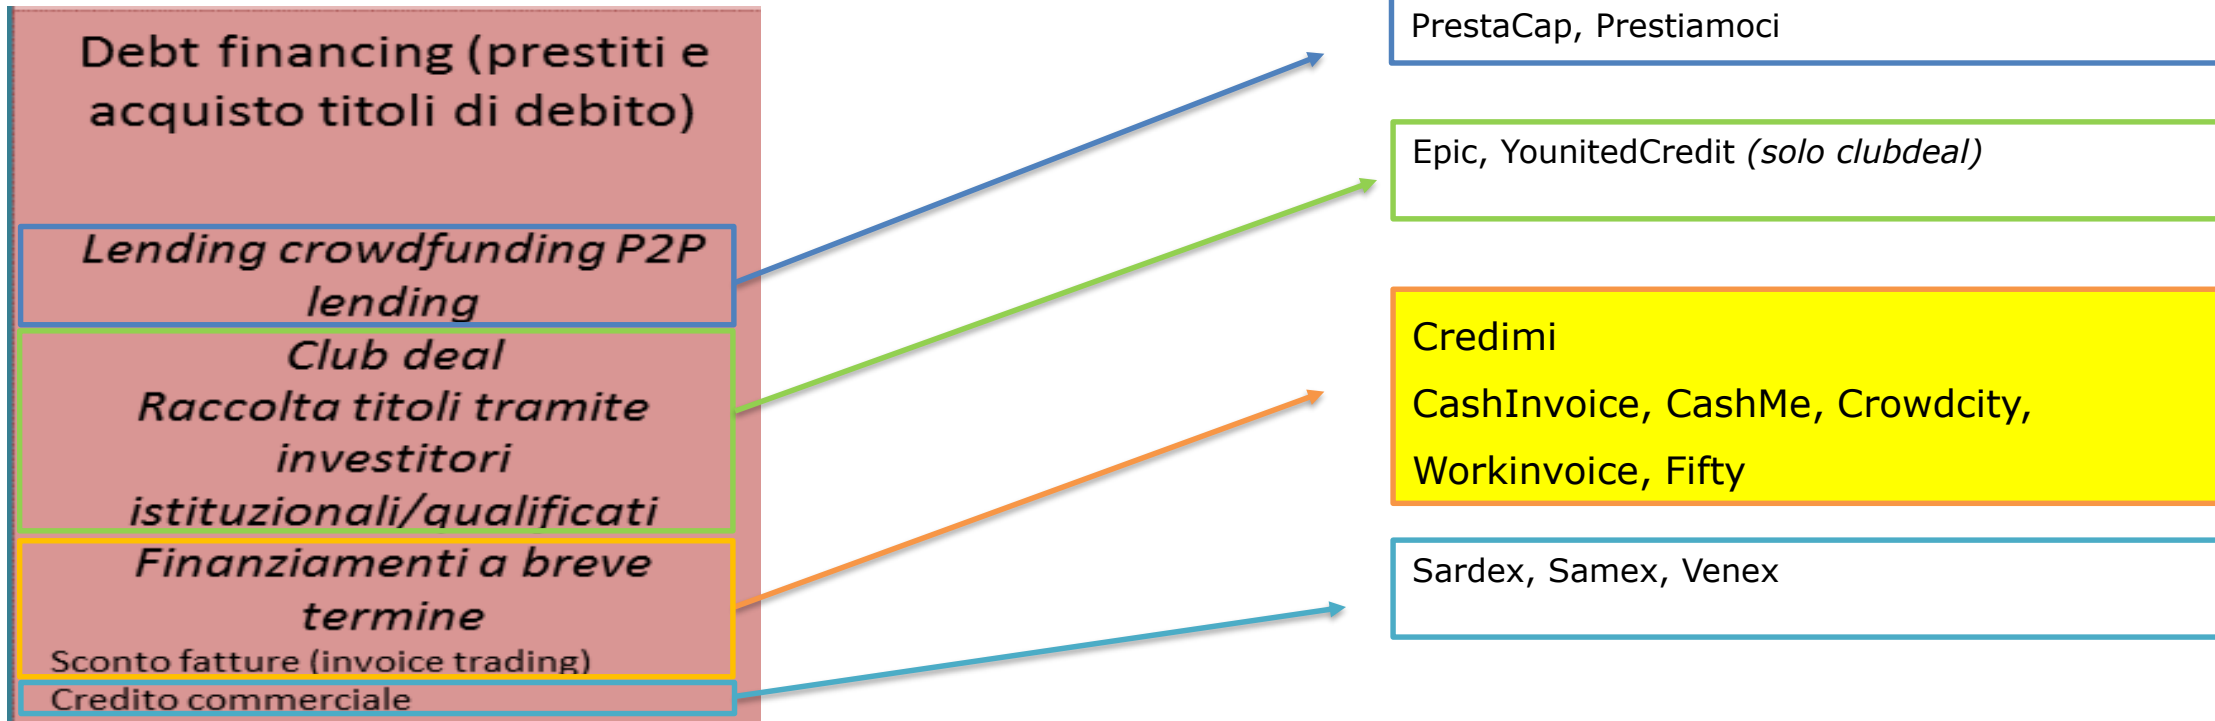 Debt financing (prestiti e
acquisto titoli di debito)
Lending crowdfunding P2P
lending
Club deal
Raccolta titoli tramite
investitori
istituzionali/qualificati
Finanziamenti a breve
termine
Sconto fatture (invoice trading)
Credito commerciale
PrestaCap, Prestiamoci
Epic, YounitedCredit (solo clubdeal)
Credimi
CashInvoice, CashMe, Crowdcity,
Workinvoice, Fifty
Sardex, Samex, Venex